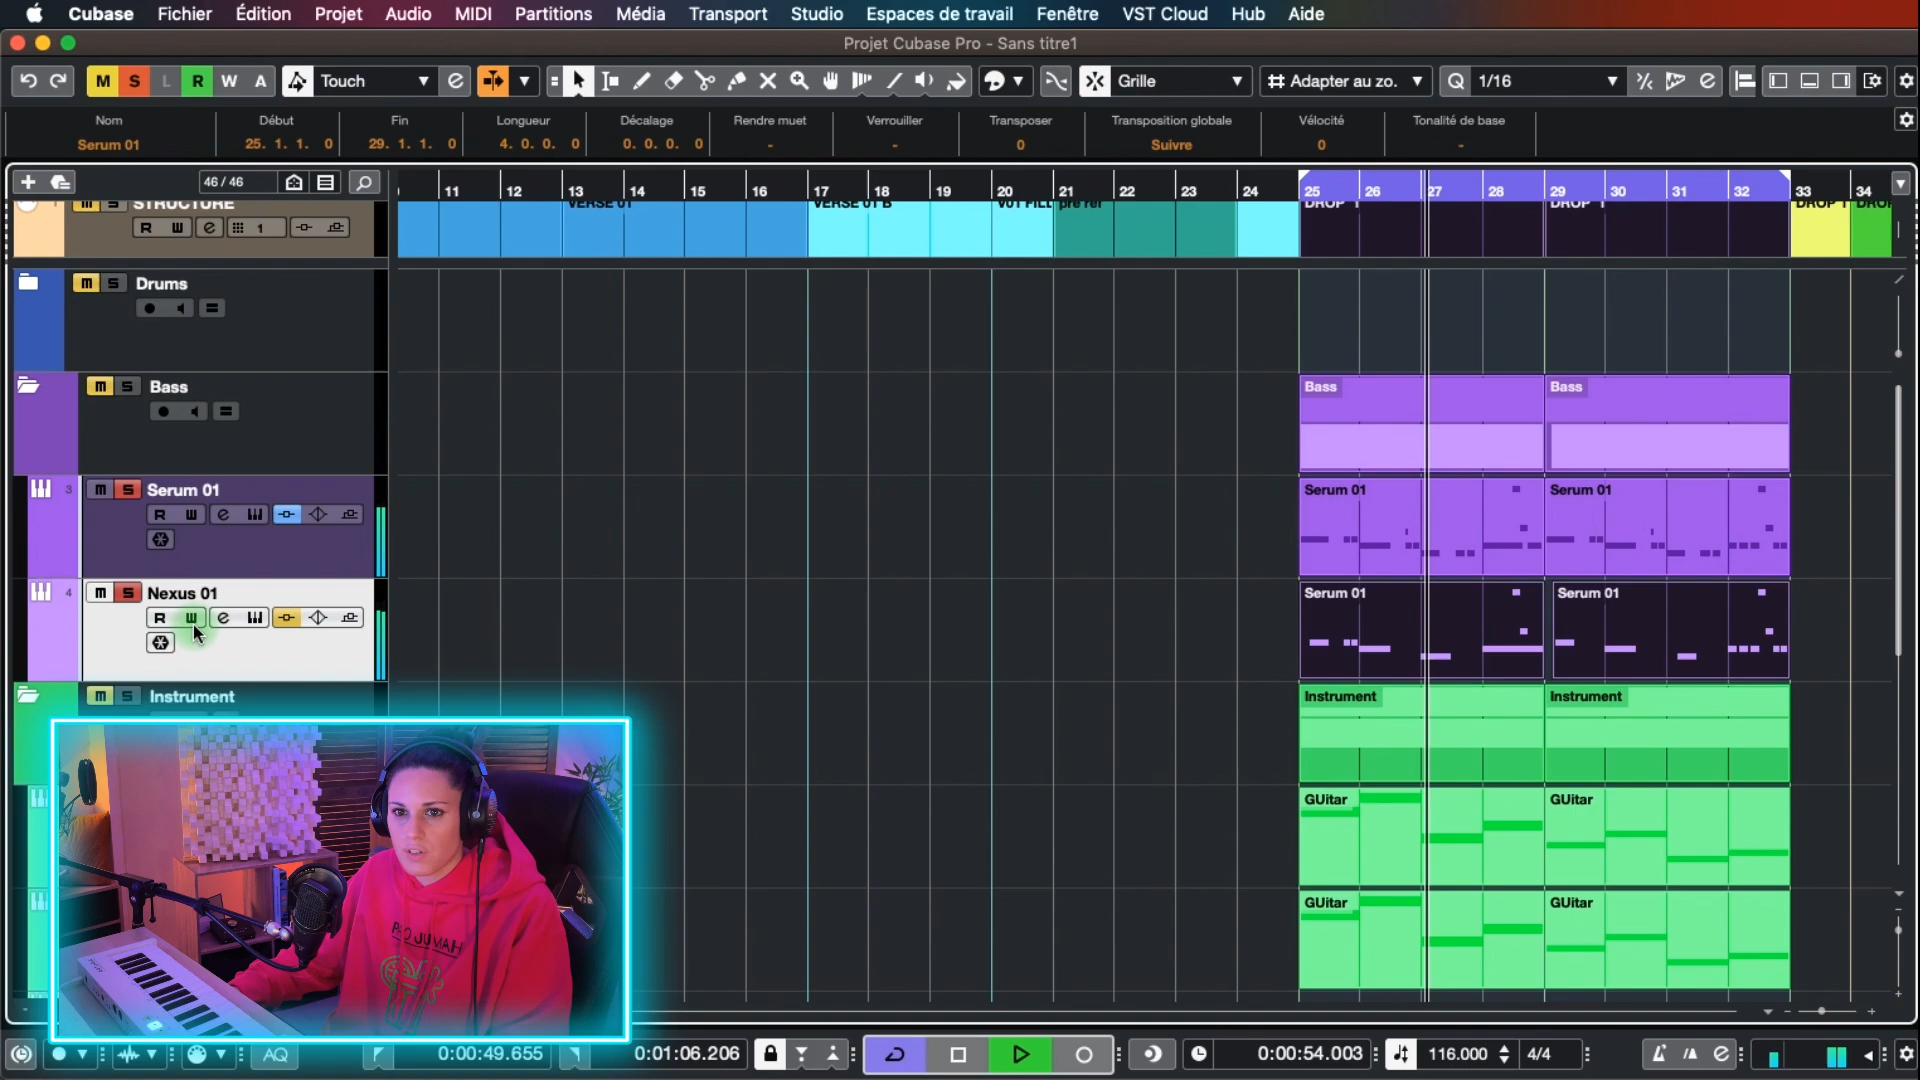 Cubase Fichier Édition Projet Audio MIDI Partitions Média Transport Studio Espaces de travail Fenêtre VST Cloud Hub Aide
Projet Cubase Pro - Sans titre1
M S L R W A Touch Grille Adapter au zo. Q 1/16
Nom Début Fin Longueur Décalage Rendre muet Verrouiller Transposer Transposition globale Vélocité Tonalité de base
Serum 01 25. 1. 1. 0 29. 1. 1. 0 4. 0. 0. 0 0. 0. 0. 0 - - 0 Suivre 0 -
46 / 46
11 12 13 14 15 16 17 18 19 20 21 22 23 24 25 26 27 28 29 30 31 32 33 34
STRUCTURE VERSE 01 VERSE 01 B V01 FILL pre ref DROP 1 DROP 1 DROP 1 DROP
R W 1
m S Drums
m S Bass
Bass Bass
3 m S Serum 01
Serum 01 Serum 01
R W
4 m S Nexus 01
Serum 01 Serum 01
R W
m S Instrument
Instrument Instrument
GUitar GUitar
GUitar GUitar
AQ 0:00:49.655 0:01:06.206 0:00:54.003 116.000 4/4